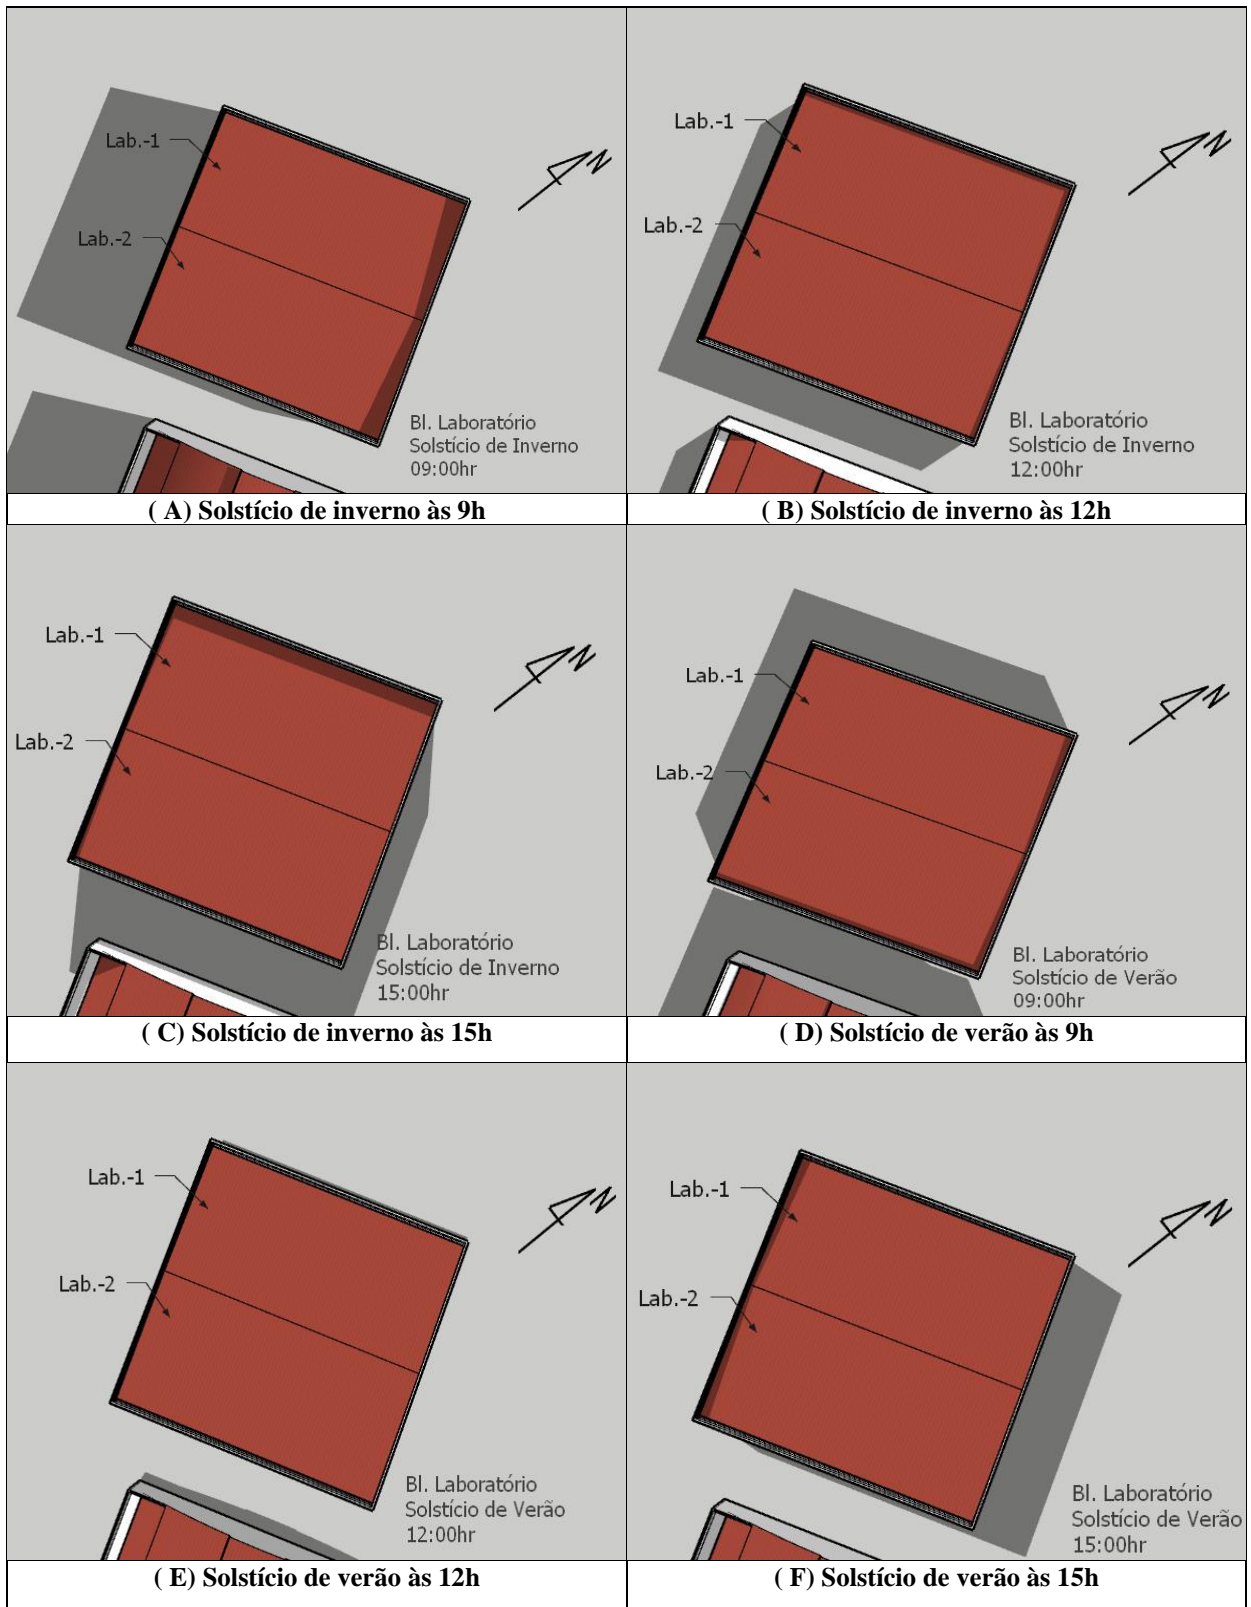 Lab.-1
Lab.-2
N
Bl. Laboratório
Solstício de Inverno
09:00hr
( A) Solstício de inverno às 9h
Lab.-1
Lab.-2
N
Bl. Laboratório
Solstício de Inverno
12:00hr
( B) Solstício de inverno às 12h
Lab.-1
Lab.-2
N
Bl. Laboratório
Solstício de Inverno
15:00hr
( C) Solstício de inverno às 15h
Lab.-1
Lab.-2
N
Bl. Laboratório
Solstício de Verão
09:00hr
( D) Solstício de verão às 9h
Lab.-1
Lab.-2
N
Bl. Laboratório
Solstício de Verão
12:00hr
( E) Solstício de verão às 12h
Lab.-1
Lab.-2
N
Bl. Laboratório
Solstício de Verão
15:00hr
( F) Solstício de verão às 15h